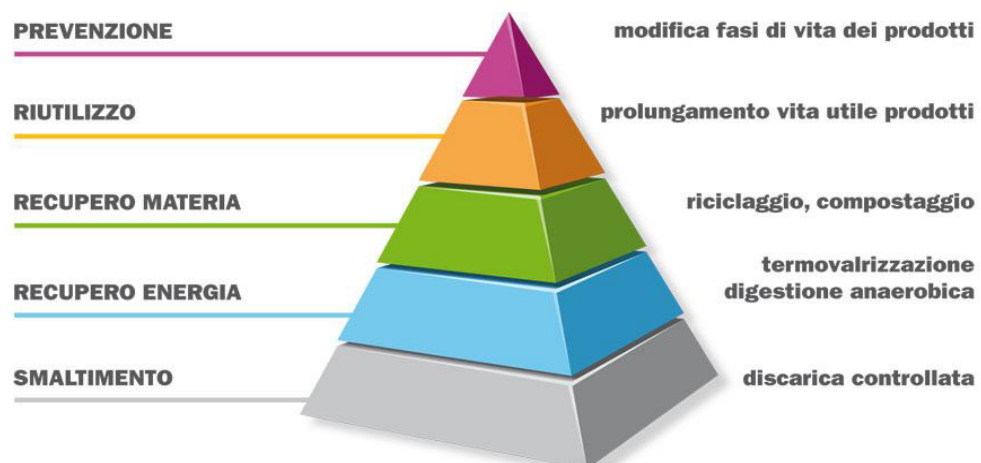 PREVENZIONE
modifica fasi di vita dei prodotti
RIUTILIZZO
prolungamento vita utile prodotti
RECUPERO MATERIA
riciclaggio, compostaggio
RECUPERO ENERGIA
termovalrizzazione
digestione anaerobica
SMALTIMENTO
discarica controllata